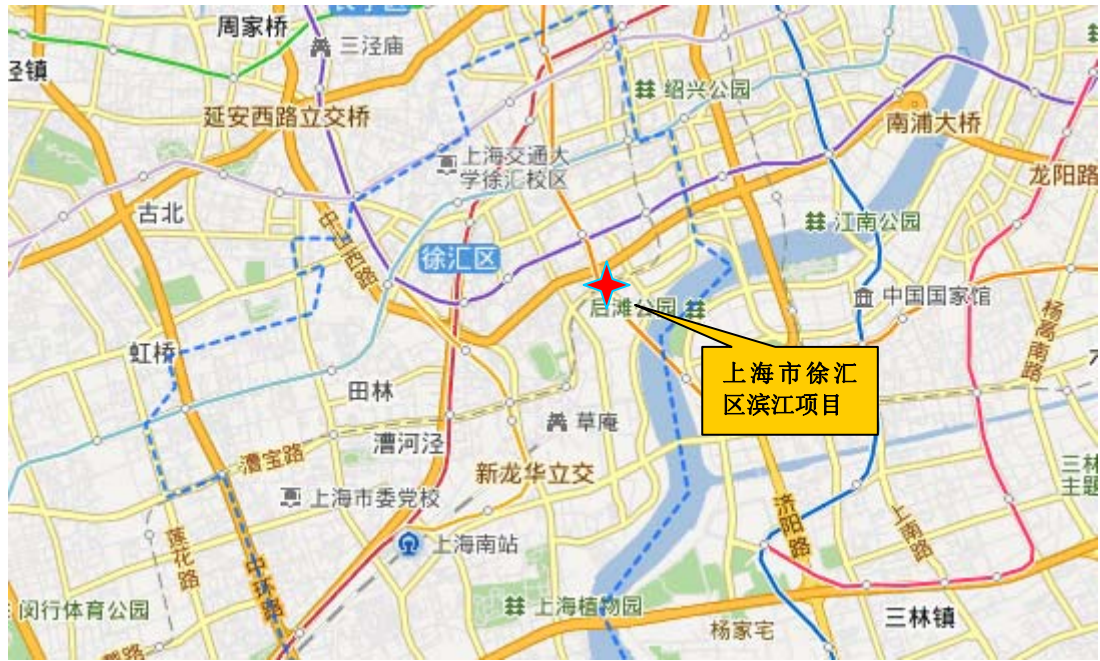 周家桥
三泾庙
泾镇
绍兴公园
延安西路立交桥
南浦大桥
上海交通大
学徐汇校区
龙阳路
古北
中山西路
江南公园
徐汇区
中国国家馆
后滩公园
杨高南路
虹桥
上海市徐汇
区滨江项目
田林
草庵
漕河泾
漕宝路
新龙华立交
三林
主题
上海市委党校
济阳路
上南路
莲花路
上海南站
中环路
闵行体育公园
上海植物园
三林镇
杨家宅